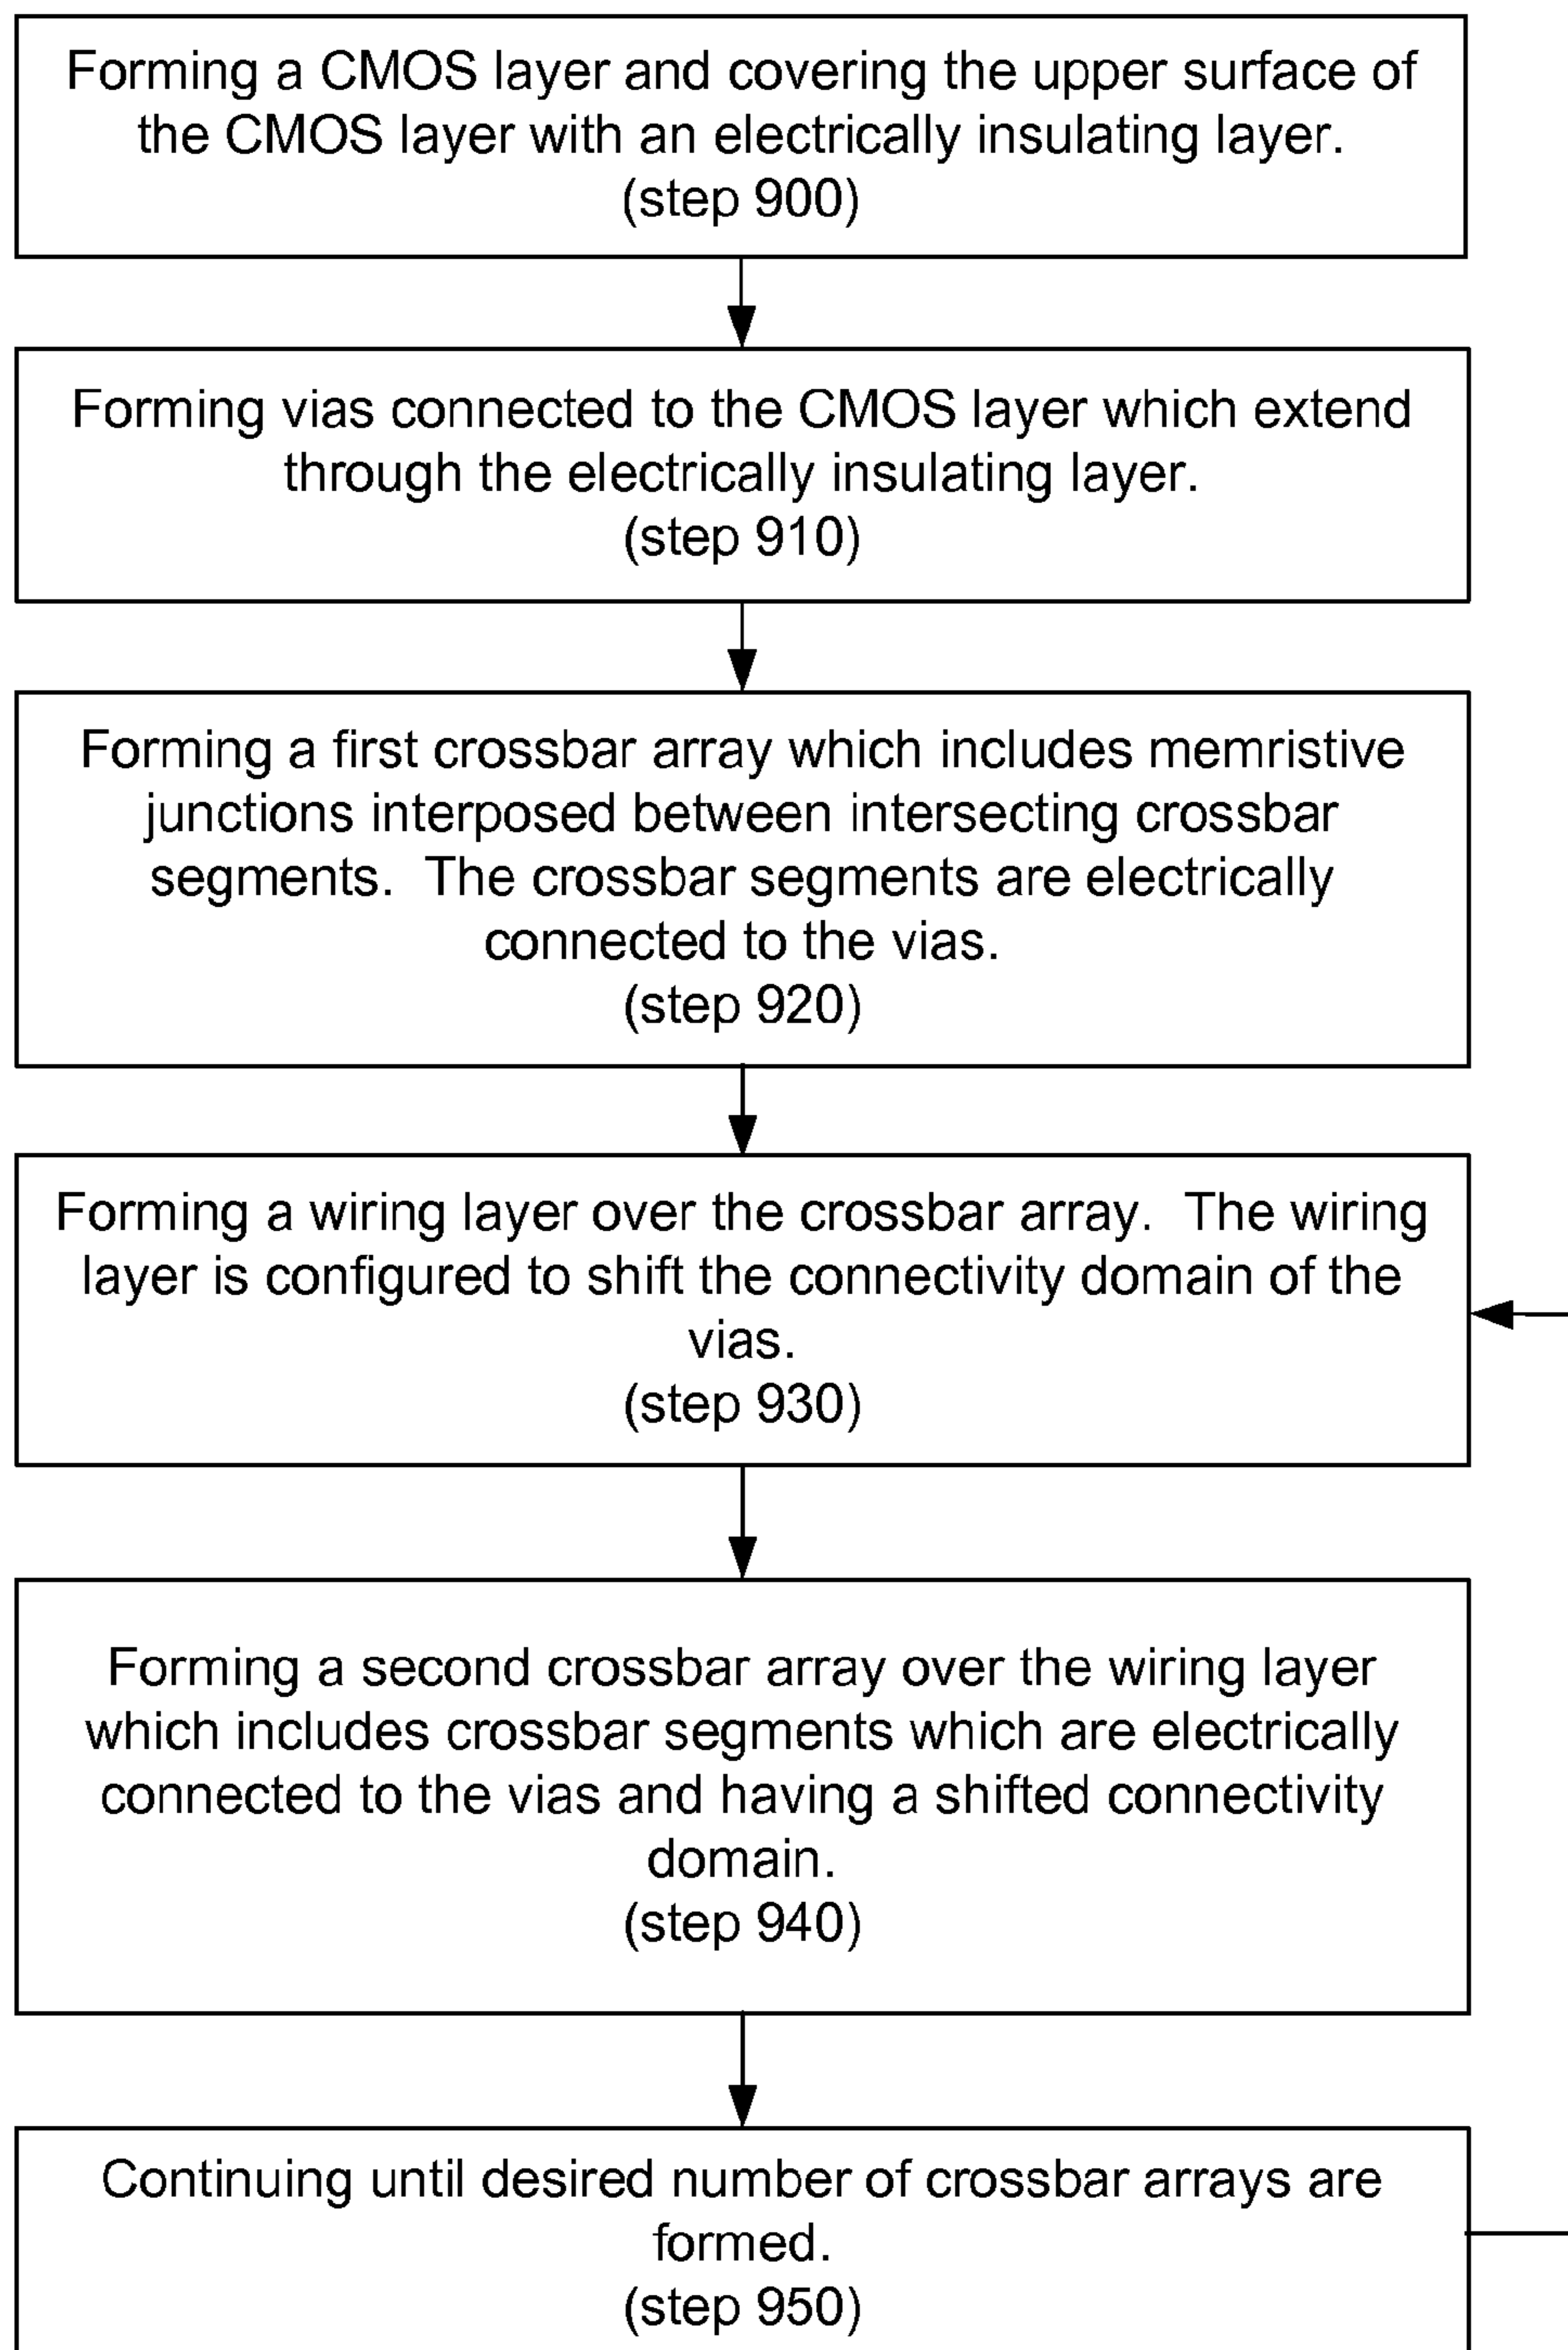 Forming a CMOS layer and covering the upper surface of
the CMOS layer with an electrically insulating layer.
(step 900)
Forming vias connected to the CMOS layer which extend
through the electrically insulating layer.
(step 910)
Forming a first crossbar array which includes memristive
junctions interposed between intersecting crossbar
segments. The crossbar segments are electrically
connected to the vias.
(step 920)
Forming a wiring layer over the crossbar array. The wiring
layer is configured to shift the connectivity domain of the
vias.
(step 930)
Forming a second crossbar array over the wiring layer
which includes crossbar segments which are electrically
connected to the vias and having a shifted connectivity
domain.
(step 940)
Continuing until desired number of crossbar arrays are
formed.
(step 950)